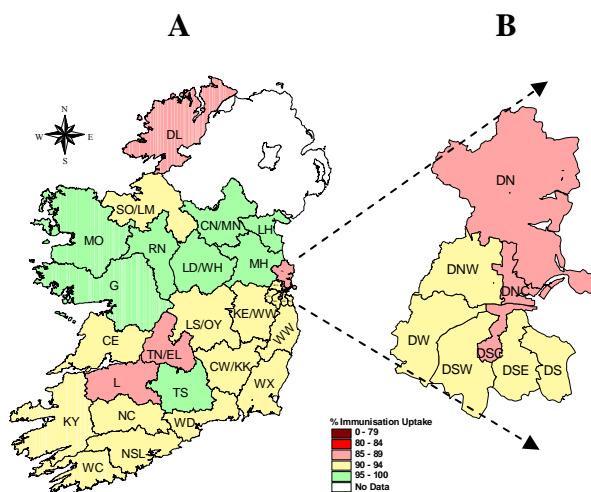 A B
N
W E
S
DL
SO/LM
CN/MN
LH
MO
RN
LD/WH
MH
G
KE/WW
LS/OY
WW
CE
TN/EL
CW/KK
L
TS
WX
KY
NC
WD
NSL
WC
DN
DNW
DNC
DW
DSC
DSW
DSE
DS
% Immunisation Uptake
0 - 79
80 - 84
85 - 89
90 - 94
95 - 100
No Data